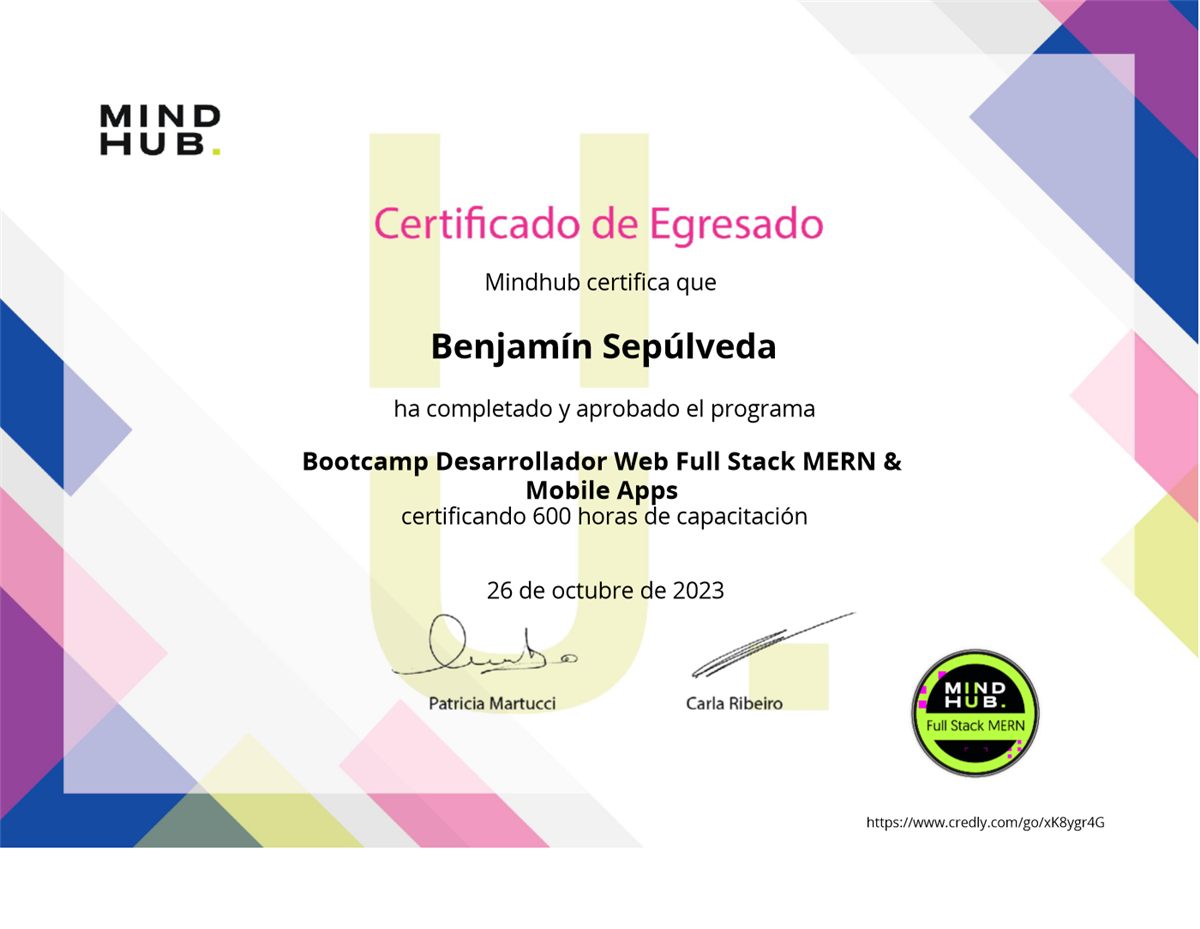 MIND
HUB.
Certificado de Egresado
Mindhub certifica que
Benjamín Sepúlveda
ha completado y aprobado el programa
Bootcamp Desarrollador Web Full Stack MERN &
Mobile Apps
certificando 600 horas de capacitación
26 de octubre de 2023
Patricia Martucci
Carla Ribeiro
MIND
HUB.
Full Stack MERN
https://www.credly.com/go/xK8ygr4G